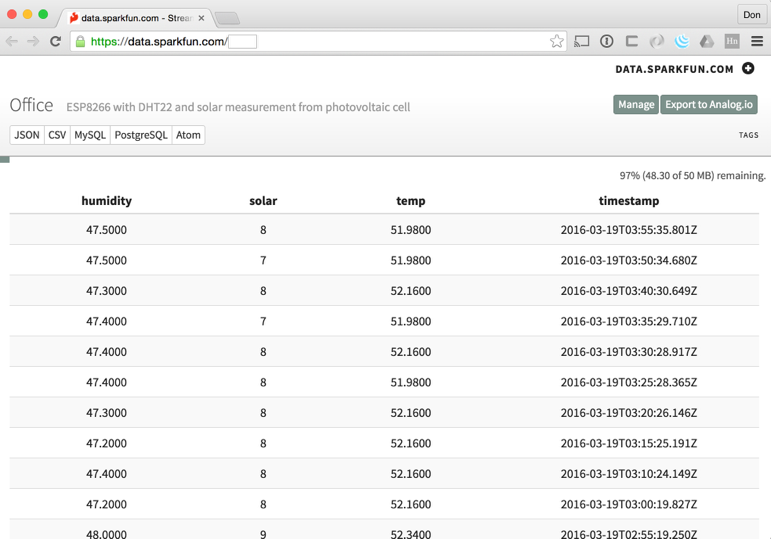 data.sparkfun.com - Strear
Don
https://data.sparkfun.com/
Hn
DATA.SPARKFUN.COM
Office ESP8266 with DHT22 and solar measurement from photovoltaic cell
Manage Export to Analog.io
JSON CSV MySQL PostgreSQL Atom
TAGS
97% (48.30 of 50 MB) remaining.
humidity solar temp timestamp
47.5000 8 51.9800 2016-03-19T03:55:35.801Z
47.5000 7 51.9800 2016-03-19T03:50:34.680Z
47.3000 8 52.1600 2016-03-19T03:40:30.649Z
47.4000 7 51.9800 2016-03-19T03:35:29.710Z
47.4000 8 52.1600 2016-03-19T03:30:28.917Z
47.4000 8 51.9800 2016-03-19T03:25:28.365Z
47.3000 8 52.1600 2016-03-19T03:20:26.146Z
47.2000 8 52.1600 2016-03-19T03:15:25.191Z
47.4000 8 52.1600 2016-03-19T03:10:24.149Z
47.2000 8 52.1600 2016-03-19T03:00:19.827Z
48.0000 9 52.3400 2016-03-19T02:55:19.250Z